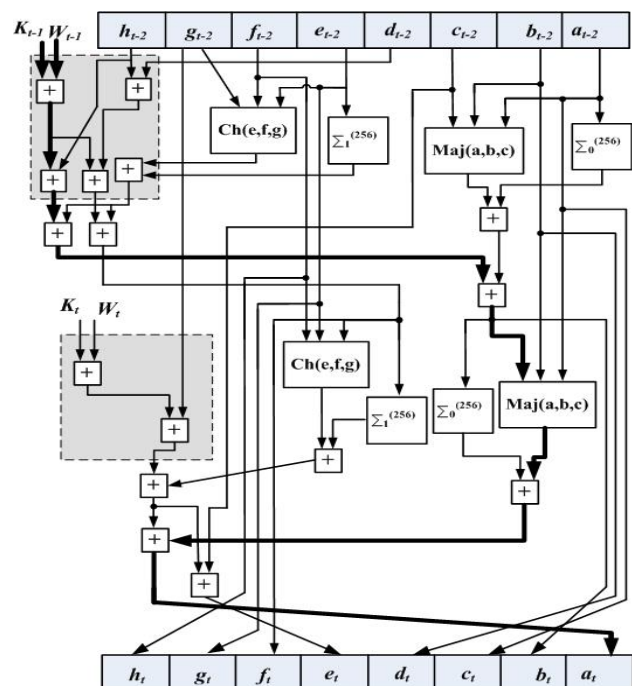 K_{t-1} W_{t-1}
h_{t-2} g_{t-2} f_{t-2} e_{t-2} d_{t-2} c_{t-2} b_{t-2} a_{t-2}
+ +
Ch(e,f,g) ∑₁⁽²⁵⁶⁾ Maj(a,b,c) ∑₀⁽²⁵⁶⁾
+ + +
+
+ +
+
K_t W_t
+
Ch(e,f,g) ∑₁⁽²⁵⁶⁾ ∑₀⁽²⁵⁶⁾ Maj(a,b,c)
+
+
+ +
+
+
h_t g_t f_t e_t d_t c_t b_t a_t